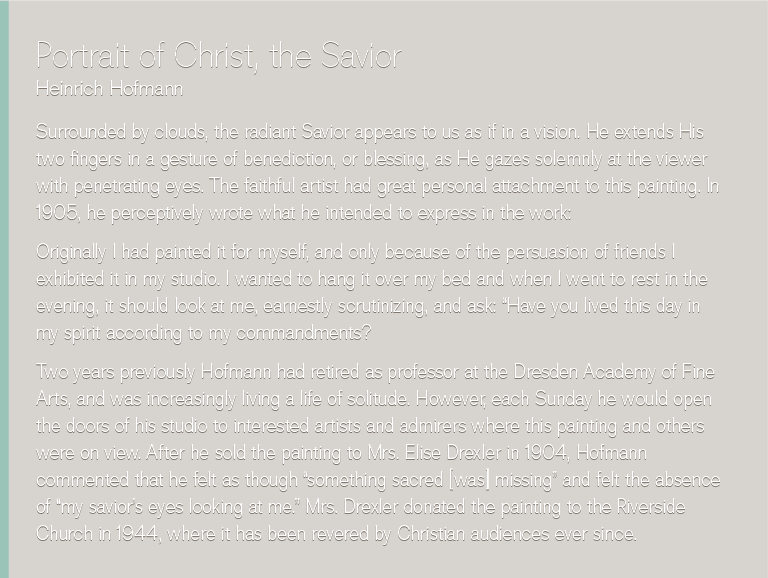 Portrait of Christ, the Savior
Heinrich Hofmann
Surrounded by clouds, the radiant Savior appears to us as if in a vision. He extends His
two fingers in a gesture of benediction, or blessing, as He gazes solemnly at the viewer
with penetrating eyes. The faithful artist had great personal attachment to this painting. In
1905, he perceptively wrote what he intended to express in the work:
Originally I had painted it for myself, and only because of the persuasion of friends I
exhibited it in my studio. I wanted to hang it over my bed and when I went to rest in the
evening, it should look at me, earnestly scrutinizing, and ask: “Have you lived this day in
my spirit according to my commandments?
Two years previously Hofmann had retired as professor at the Dresden Academy of Fine
Arts, and was increasingly living a life of solitude. However, each Sunday he would open
the doors of his studio to interested artists and admirers where this painting and others
were on view. After he sold the painting to Mrs. Elise Drexler in 1904, Hofmann
commented that he felt as though “something sacred [was] missing” and felt the absence
of “my savior’s eyes looking at me.” Mrs. Drexler donated the painting to the Riverside
Church in 1944, where it has been revered by Christian audiences ever since.